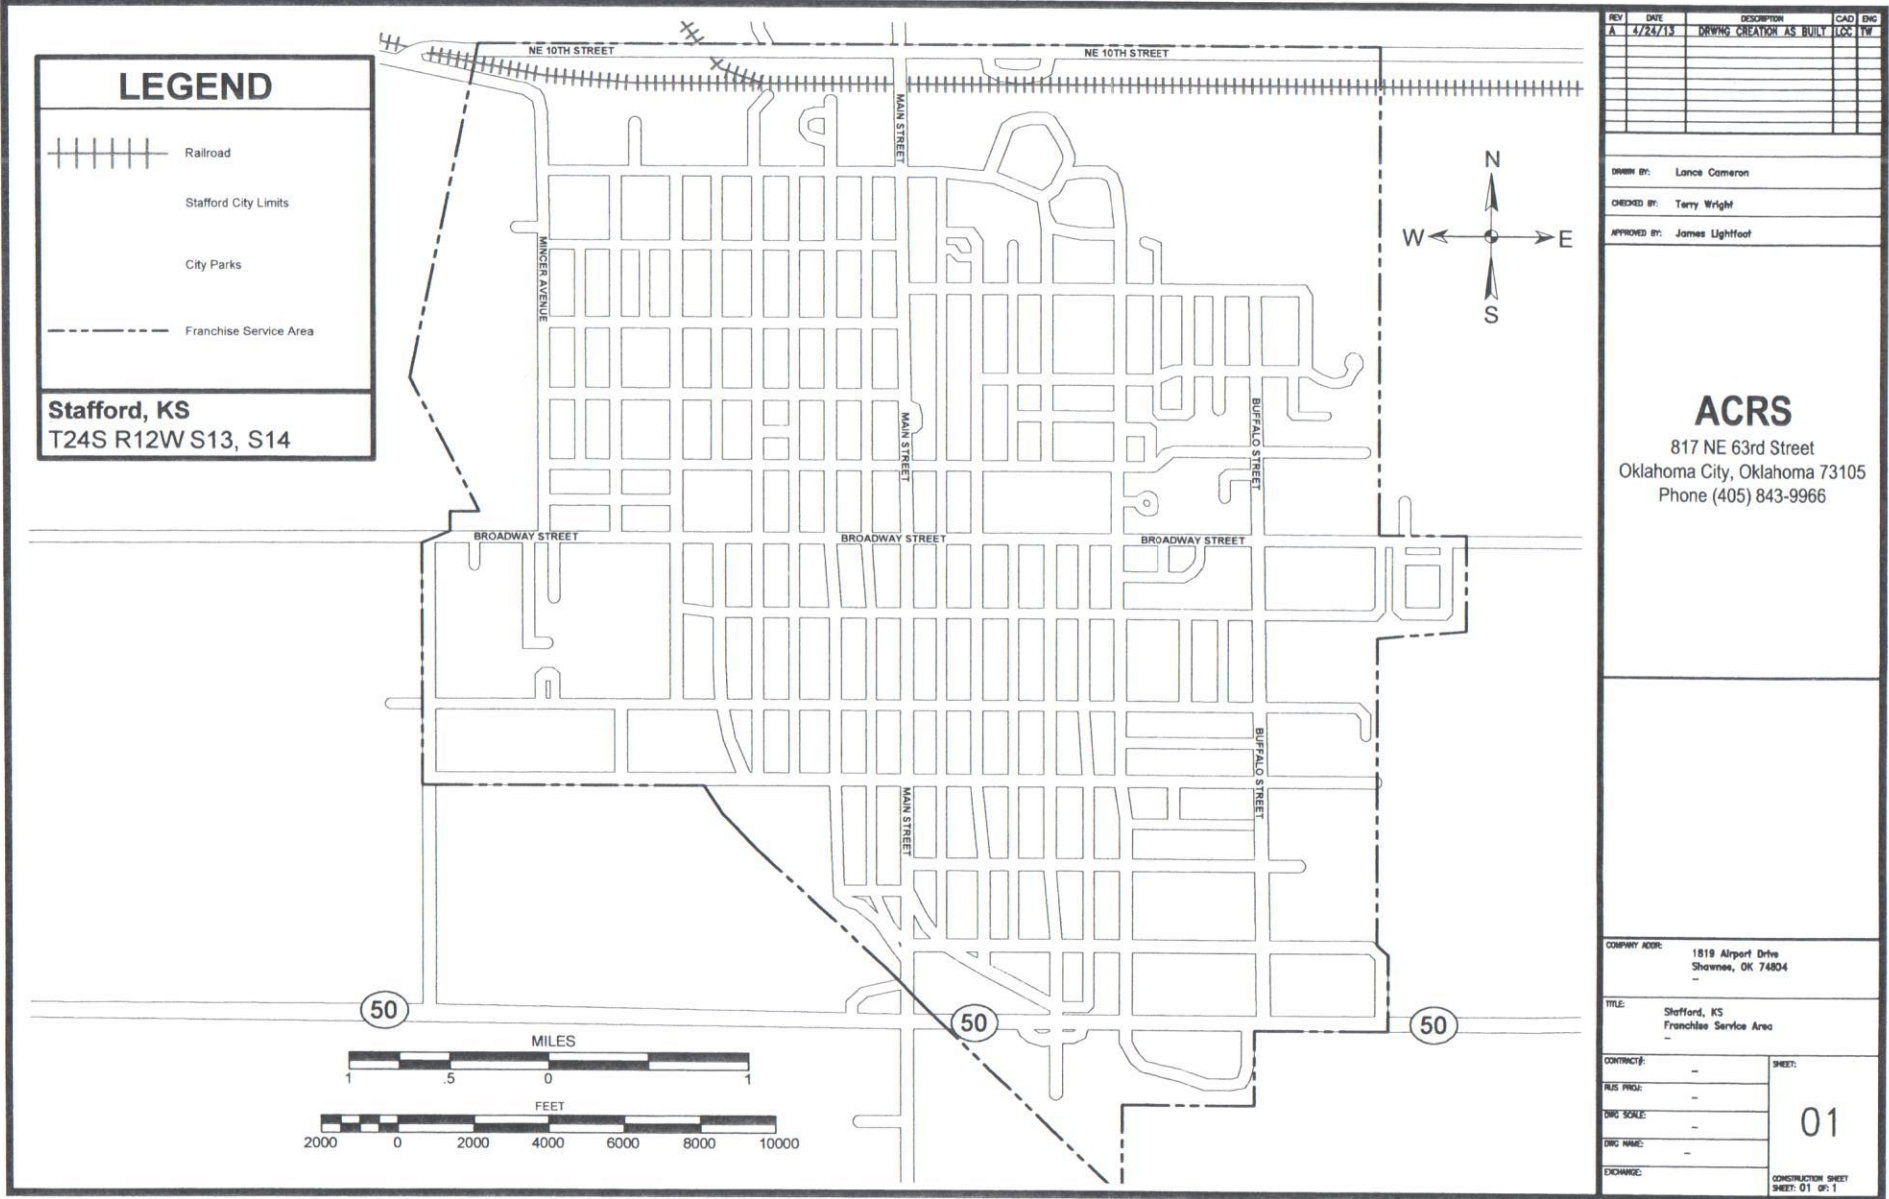 LEGEND
Railroad
Stafford City Limits
City Parks
Franchise Service Area
Stafford, KS
T24S R12W S13, S14
NE 10TH STREET
NE 10TH STREET
MAIN STREET
MINGER AVENUE
MAIN STREET
BUFFALO STREET
BROADWAY STREET
BROADWAY STREET
BROADWAY STREET
BUFFALO STREET
MAIN STREET
N
W E
S
50
50
50
MILES
1 .5 0 1
FEET
2000 0 2000 4000 6000 8000 10000
REV DATE DESCRIPTION CAD ENG
A 4/24/13 DRWNG CREATION AS BUILT LCC TW
DRAWN BY: Lance Cameron
CHECKED BY: Terry Wright
APPROVED BY: James Lightfoot
ACRS
817 NE 63rd Street
Oklahoma City, Oklahoma 73105
Phone (405) 843-9966
COMPANY ADDR: 1819 Airport Drive
Shawnee, OK 74804
–
TITLE: Stafford, KS
Franchise Service Area
–
CONTRACT#: –
RUS PROJ: –
DWG SCALE: –
DWG NAME: –
EXCHANGE:
SHEET:
01
CONSTRUCTION SHEET
SHEET: 01 OF: 1